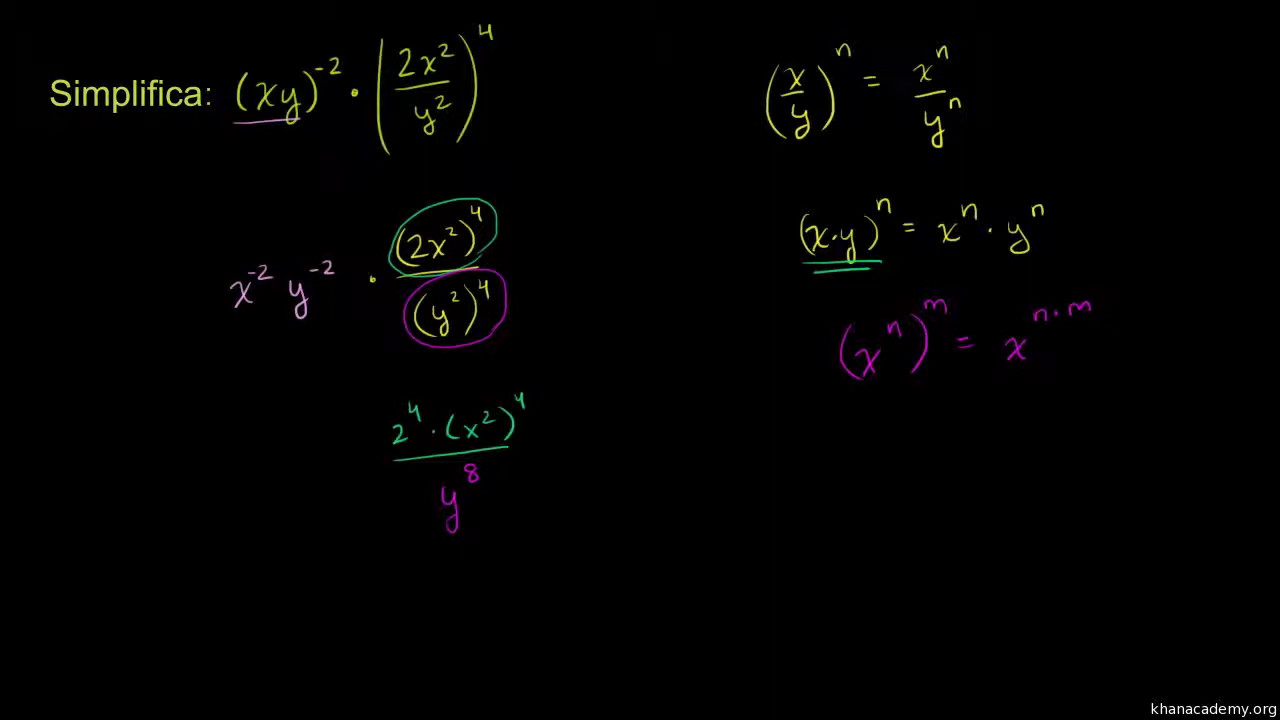 Simplifica: (xy)^-2 · (2x^2/y^2)^4
(x/y)^n = x^n/y^n
x^-2 y^-2 · (2x^2)^4/(y^2)^4
(x·y)^n = x^n · y^n
(x^n)^m = x^n·m
2^4 · (x^2)^4/y^8
khanacademy.org